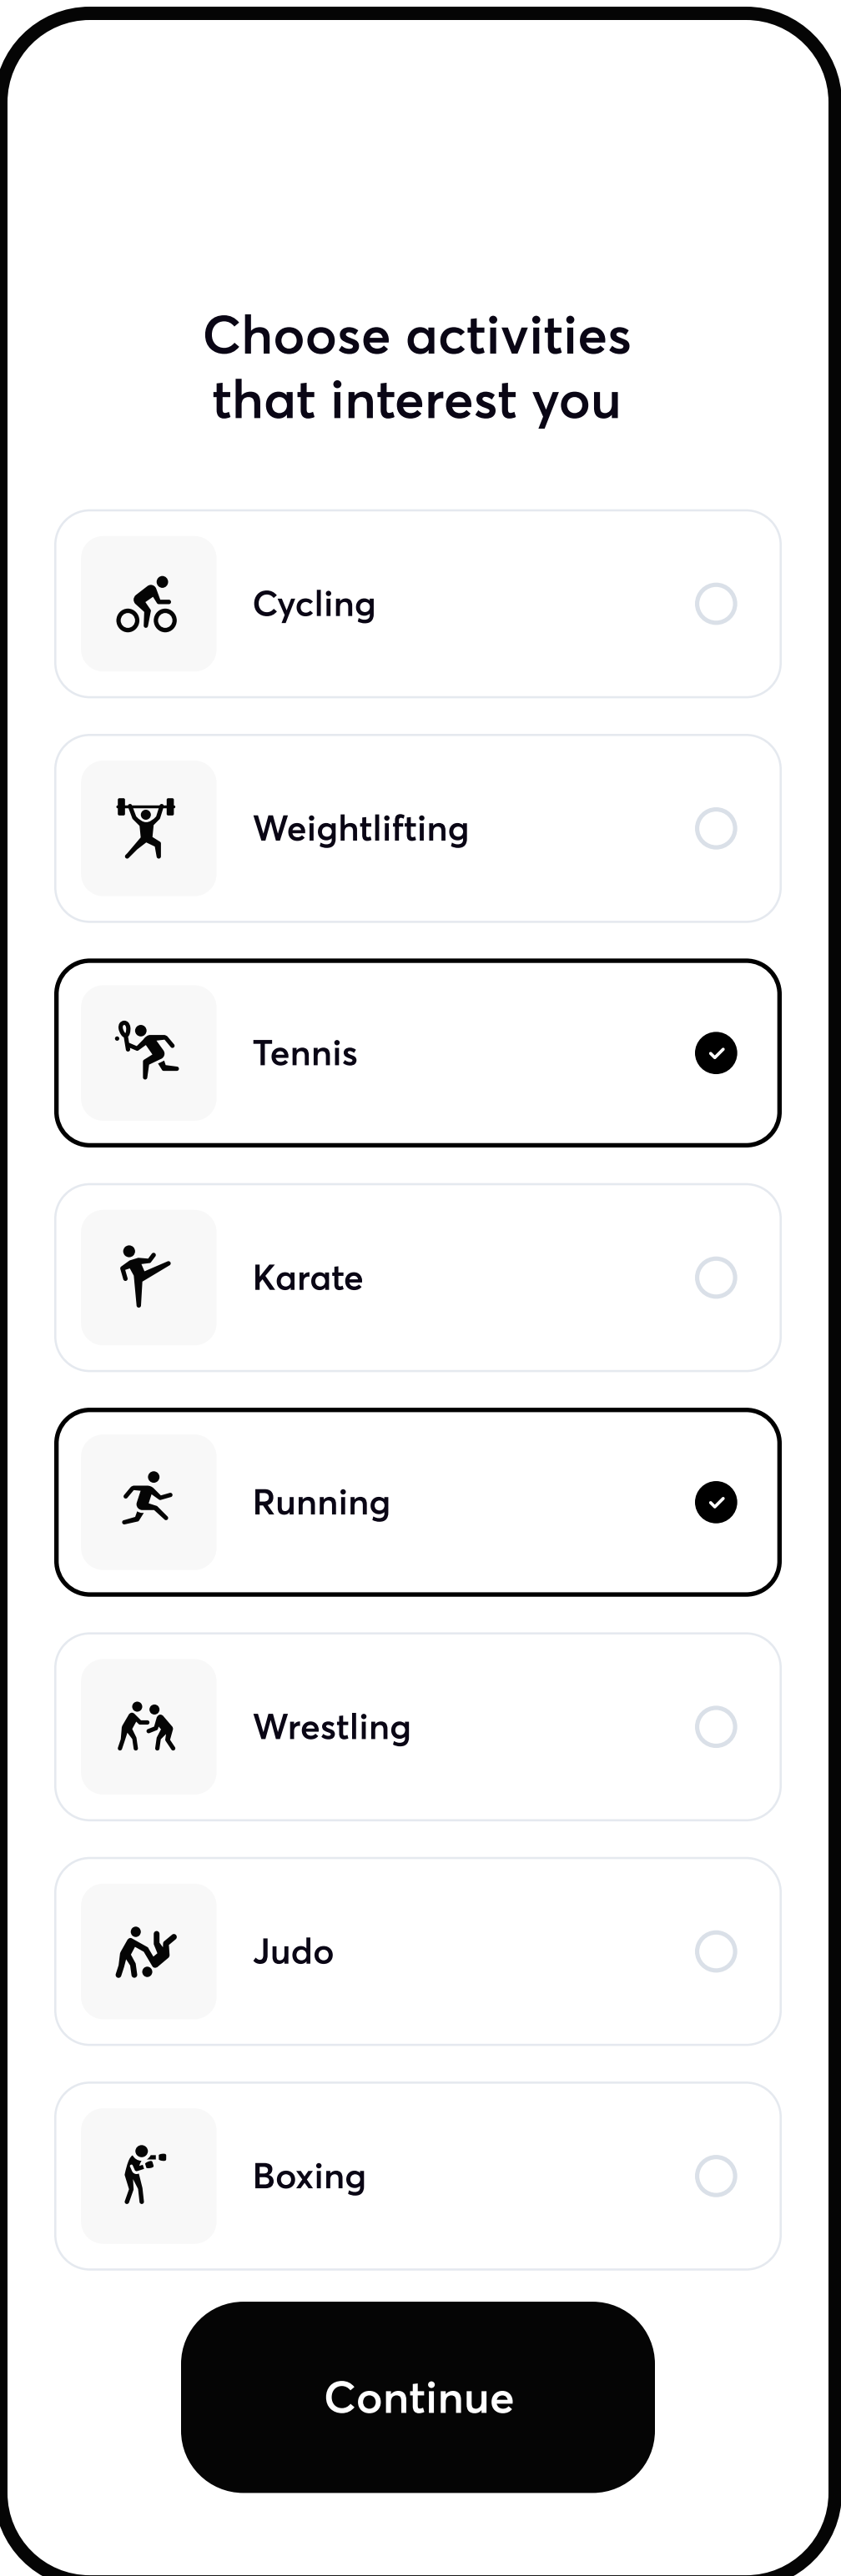 Choose activities
that interest you
Cycling
Weightlifting
Tennis
Karate
Running
Wrestling
Judo
Boxing
Continue